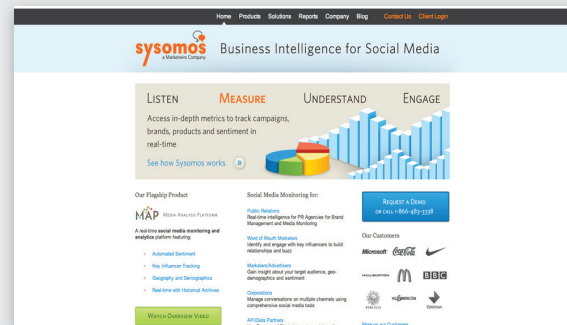 Home Products Solutions Reports Company Blog Contact Us Client Login
sysomos
a Marketwire Company
Business Intelligence for Social Media
LISTEN MEASURE UNDERSTAND ENGAGE
Access in-depth metrics to track campaigns,
brands, products and sentiment in
real-time
See how Sysomos works
Our Flagship Product
MAP MEDIA ANALYSIS PLATFORM
A real-time social media monitoring and
analytics platform featuring:
Automated Sentiment
Key Influencer Tracking
Geography and Demographics
Real-time with Historical Archives
WATCH OVERVIEW VIDEO
Social Media Monitoring for:
Public Relations
Real-time intelligence for PR Agencies for Brand
Management and Media Monitoring
Word of Mouth Marketers
Identify and engage with key influencers to build
relationships and buzz
Marketers/Advertisers
Gain insight about your target audience, geo-
demographics and sentiment
Corporations
Manage conversations on multiple channels using
comprehensive social media tools
API/Data Partners
REQUEST A DEMO
OR CALL 1-866-483-3338
Our Customers
Microsoft Coca-Cola
HALLIBURTON BBC
Edelman